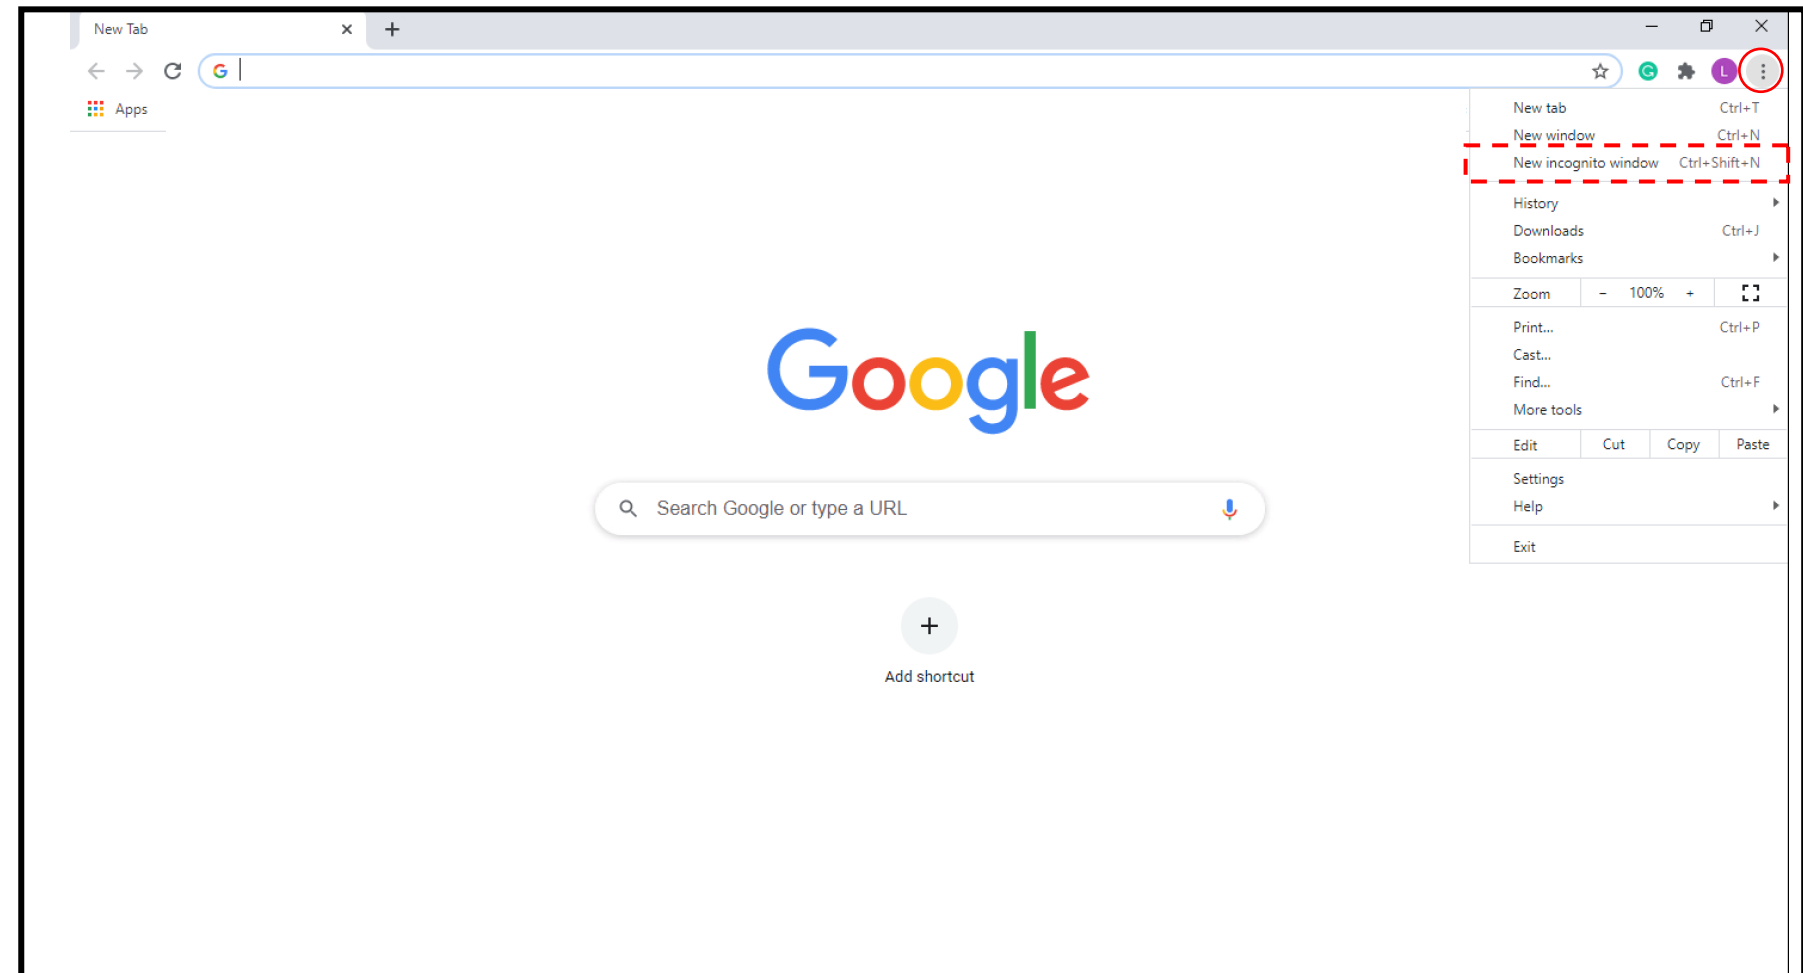 New Tab
G
G
L
Apps
New tab Ctrl+T
New window Ctrl+N
New incognito window Ctrl+Shift+N
History
Downloads Ctrl+J
Bookmarks
Zoom - 100% +
Print... Ctrl+P
Cast...
Find... Ctrl+F
More tools
Edit Cut Copy Paste
Settings
Help
Exit
Google
Search Google or type a URL
Add shortcut